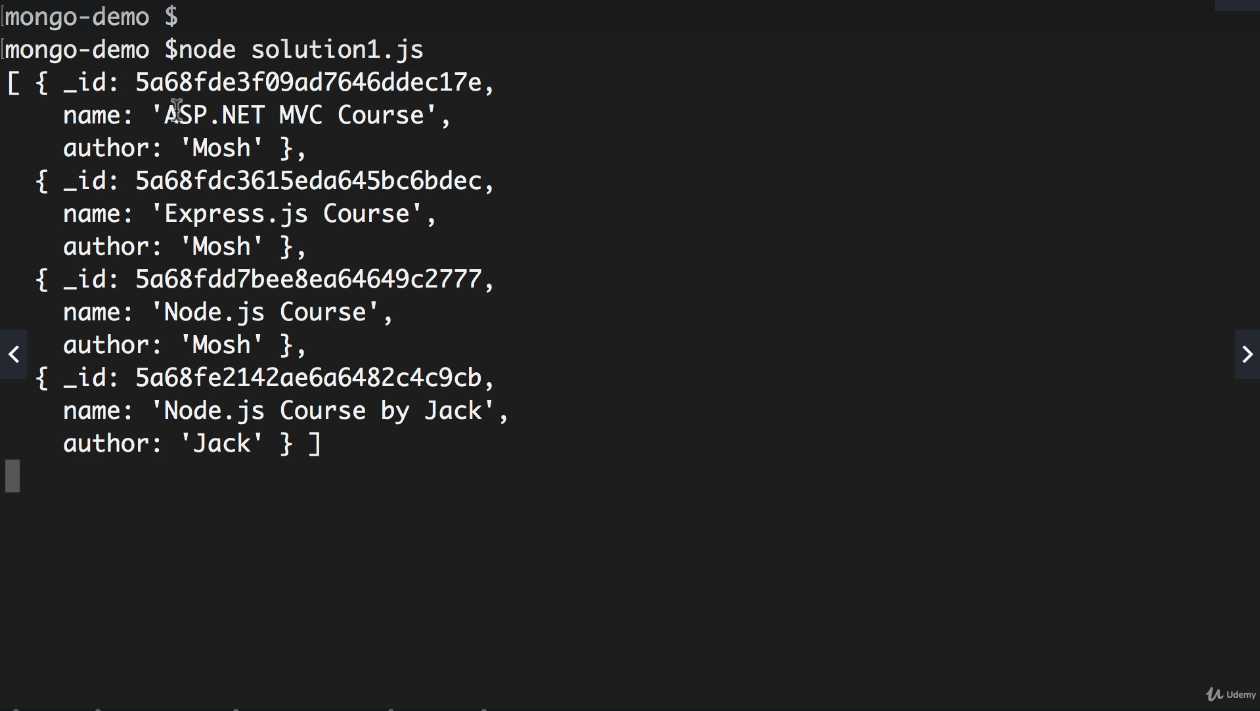 mongo-demo $
mongo-demo $node solution1.js
[ { _id: 5a68fde3f09ad7646ddec17e,
name: 'ASP.NET MVC Course',
author: 'Mosh' },
{ _id: 5a68fdc3615eda645bc6bdec,
name: 'Express.js Course',
author: 'Mosh' },
{ _id: 5a68fdd7bee8ea64649c2777,
name: 'Node.js Course',
author: 'Mosh' },
{ _id: 5a68fe2142ae6a6482c4c9cb,
name: 'Node.js Course by Jack',
author: 'Jack' } ]
Udemy